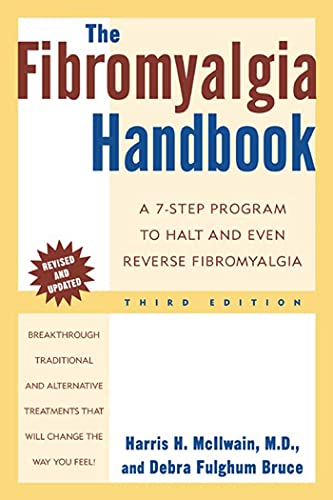 The
Fibromyalgia
Handbook
A 7-STEP PROGRAM
TO HALT AND EVEN
REVERSE FIBROMYALGIA
REVISED
AND
UPDATED
THIRD EDITION
BREAKTHROUGH
TRADITIONAL
AND ALTERNATIVE
TREATMENTS THAT
WILL CHANGE THE
WAY YOU FEEL!
Harris H. McIlwain, M.D.,
and Debra Fulghum Bruce